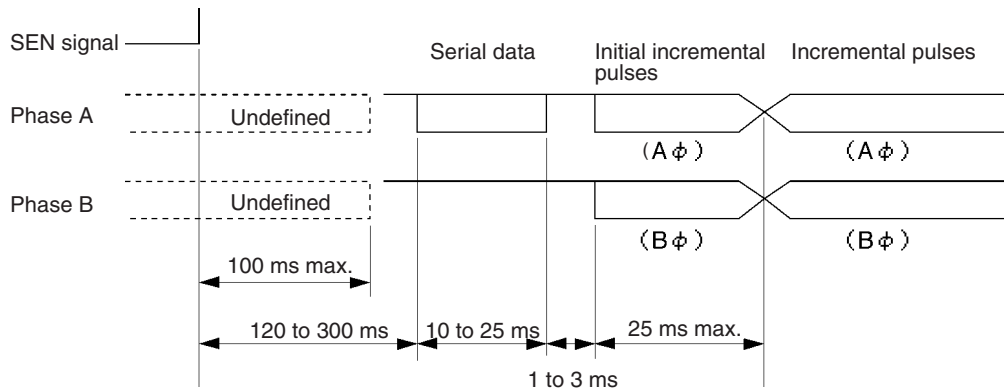 SEN signal
Serial data
Initial incremental
pulses
Incremental pulses
Phase A
Undefined
(Aϕ)
(Aϕ)
Phase B
Undefined
(Bϕ)
(Bϕ)
100 ms max.
120 to 300 ms
10 to 25 ms
25 ms max.
1 to 3 ms